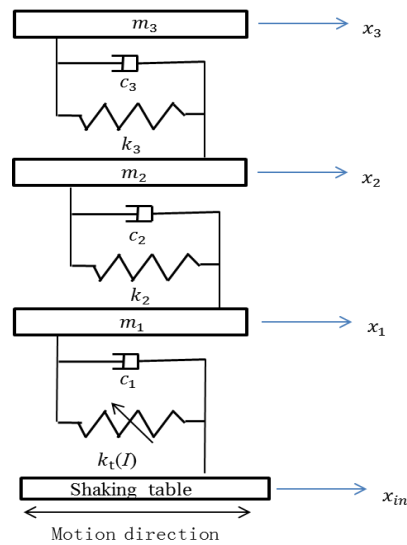 m₃
x₃
c₃
k₃
m₂
x₂
c₂
k₂
m₁
x₁
c₁
kₜ(I)
Shaking table
xᵢₙ
Motion direction